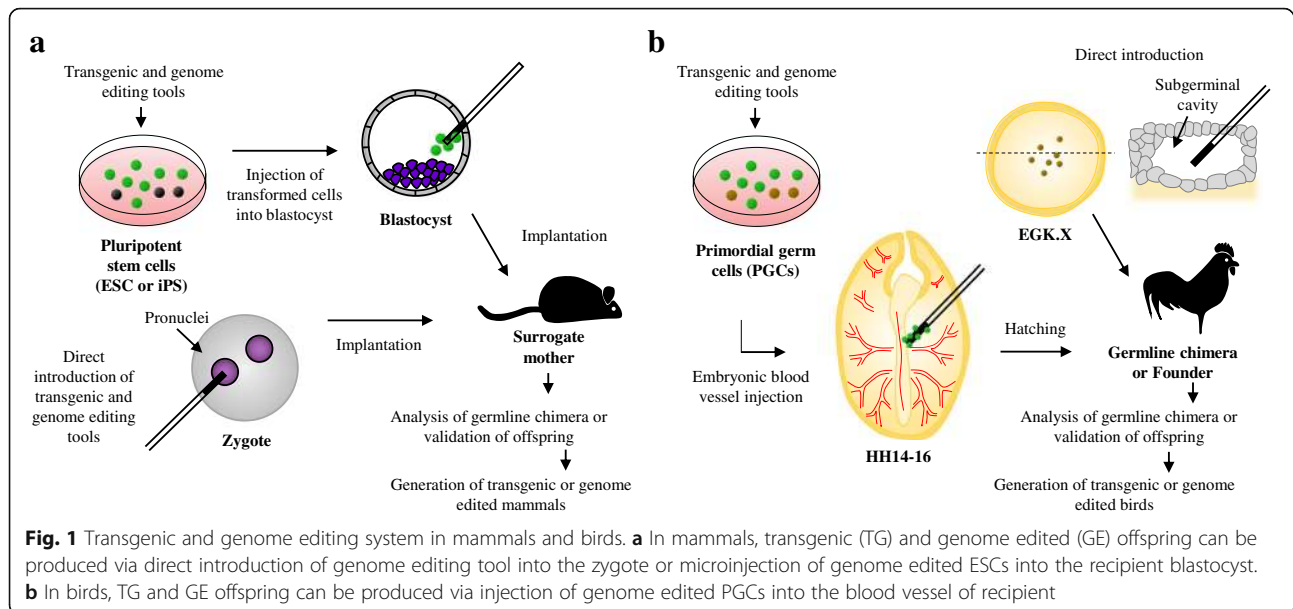 a
Transgenic and genome
editing tools
Injection of
transformed cells
into blastocyst
Blastocyst
Pluripotent
stem cells
(ESC or iPS)
Implantation
Pronuclei
Direct
introduction of
transgenic and
genome editing
tools
Zygote
Implantation
Surrogate
mother
Analysis of germline chimera or
validation of offspring
Generation of transgenic or genome
edited mammals
b
Transgenic and genome
editing tools
Primordial germ
cells (PGCs)
Embryonic blood
vessel injection
HH14-16
Direct introduction
Subgerminal
cavity
EGK.X
Hatching
Germline chimera
or Founder
Analysis of germline chimera or
validation of offspring
Generation of transgenic or genome
edited birds
Fig. 1 Transgenic and genome editing system in mammals and birds. a In mammals, transgenic (TG) and genome edited (GE) offspring can be
produced via direct introduction of genome editing tool into the zygote or microinjection of genome edited ESCs into the recipient blastocyst.
b In birds, TG and GE offspring can be produced via injection of genome edited PGCs into the blood vessel of recipient